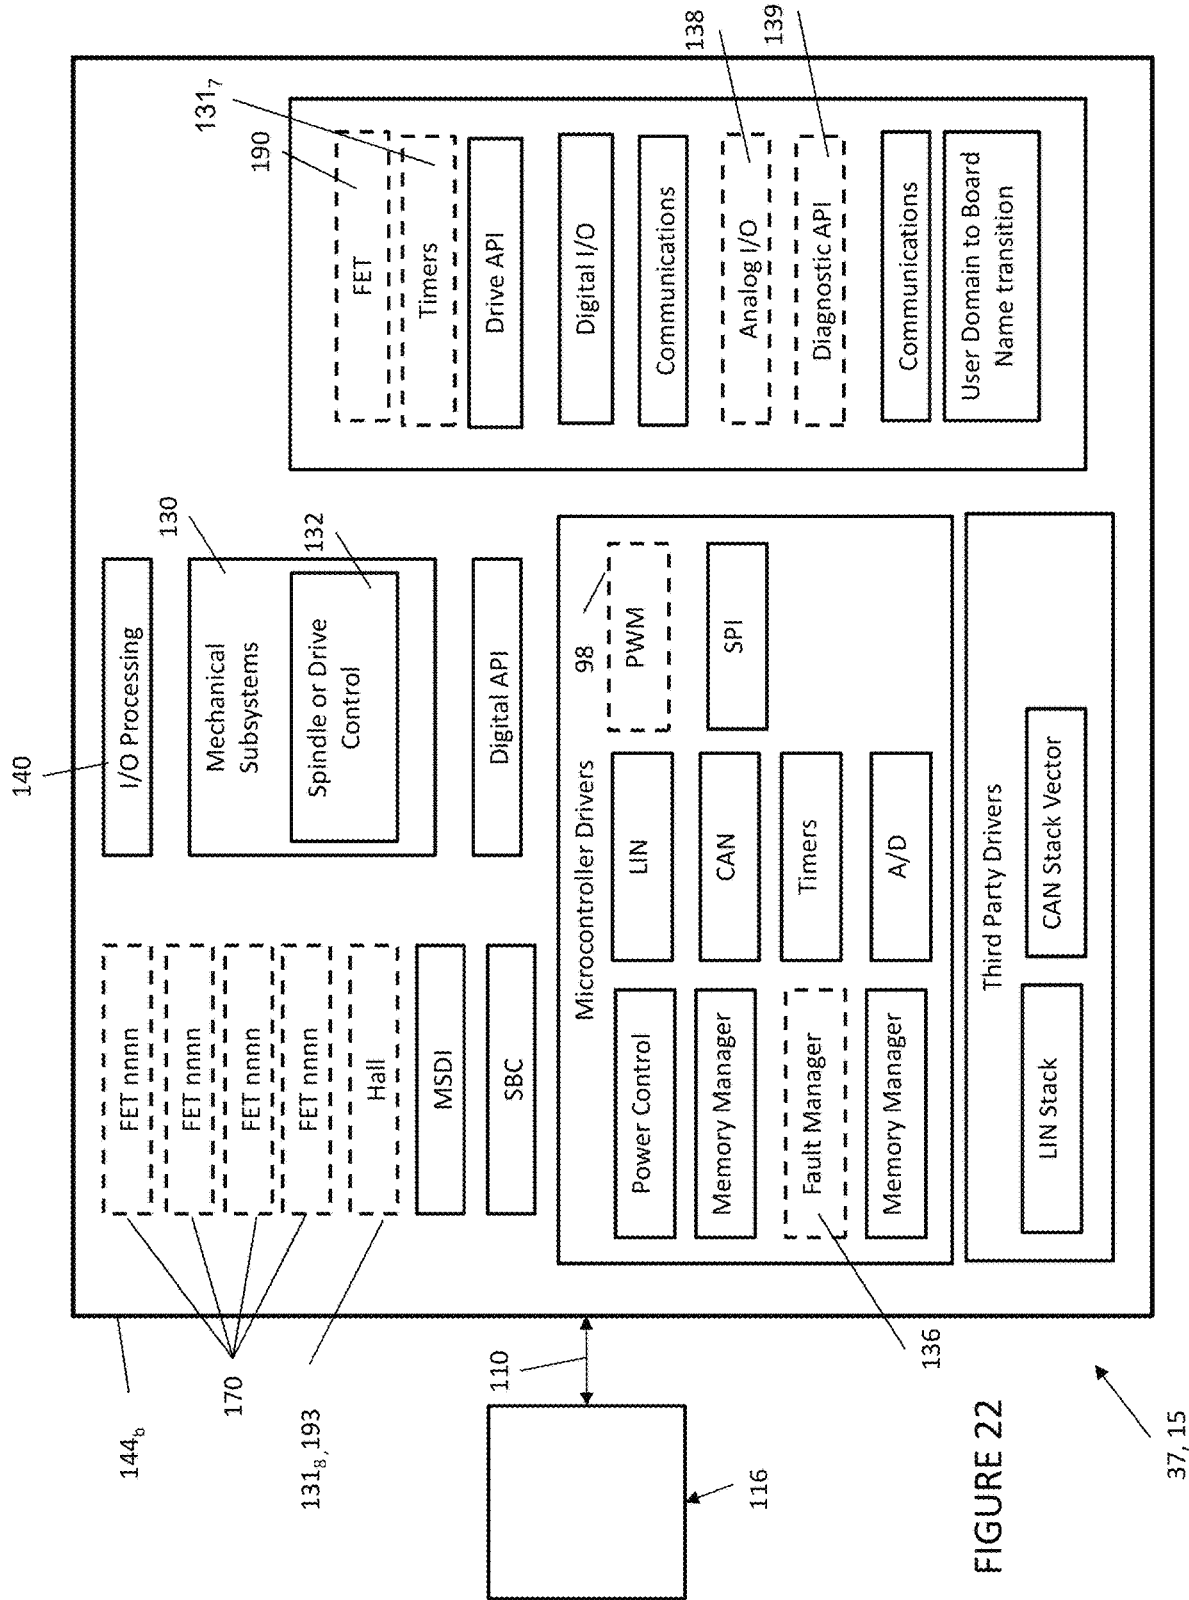 140
144b
170
131₈, 193
FET nnnn
FET nnnn
FET nnnn
FET nnnn
Hall
MSDI
SBC
I/O Processing
130
Mechanical
Subsystems
132
Spindle or Drive
Control
Digital API
190
131₇
FET
Timers
Drive API
Digital I/O
Communications
138
Analog I/O
139
Diagnostic API
Communications
User Domain to Board
Name transition
110
116
Microcontroller Drivers
Power Control
Memory Manager
Fault Manager
Memory Manager
LIN
CAN
Timers
A/D
98
PWM
SPI
136
Third Party Drivers
LIN Stack
CAN Stack Vector
FIGURE 22
37, 15